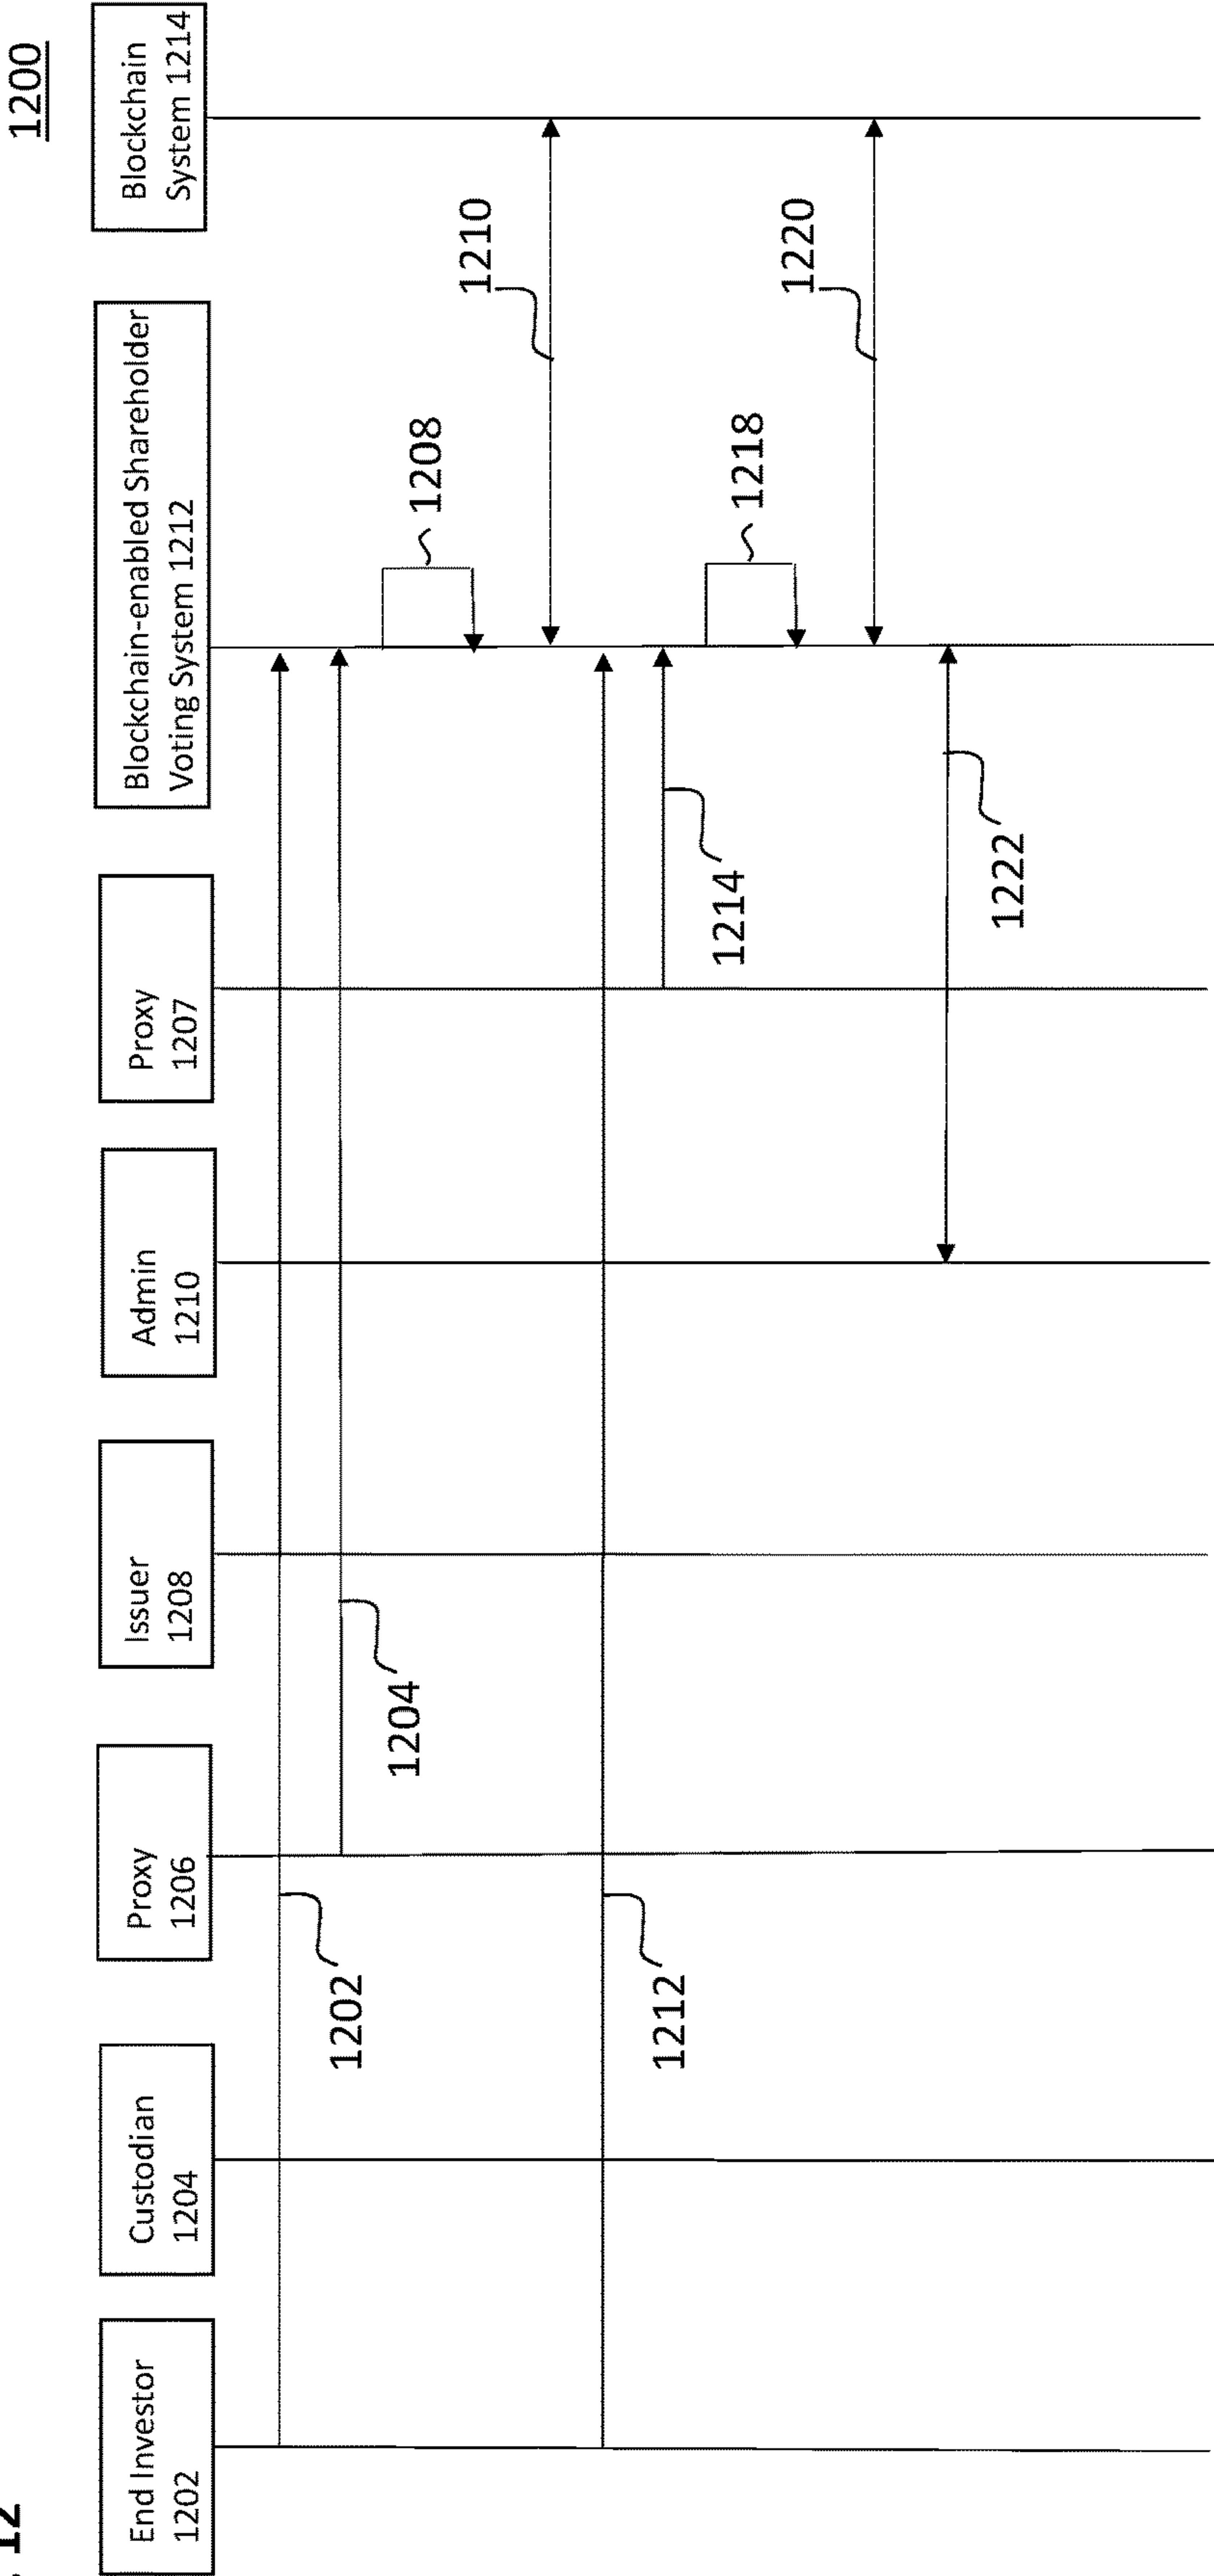 . 12
1200
End Investor
1202
Custodian
1204
Proxy
1206
Issuer
1208
Admin
1210
Proxy
1207
Blockchain-enabled Shareholder
Voting System 1212
Blockchain
System 1214
1202
1204
1208
1210
1212
1214
1218
1220
1222